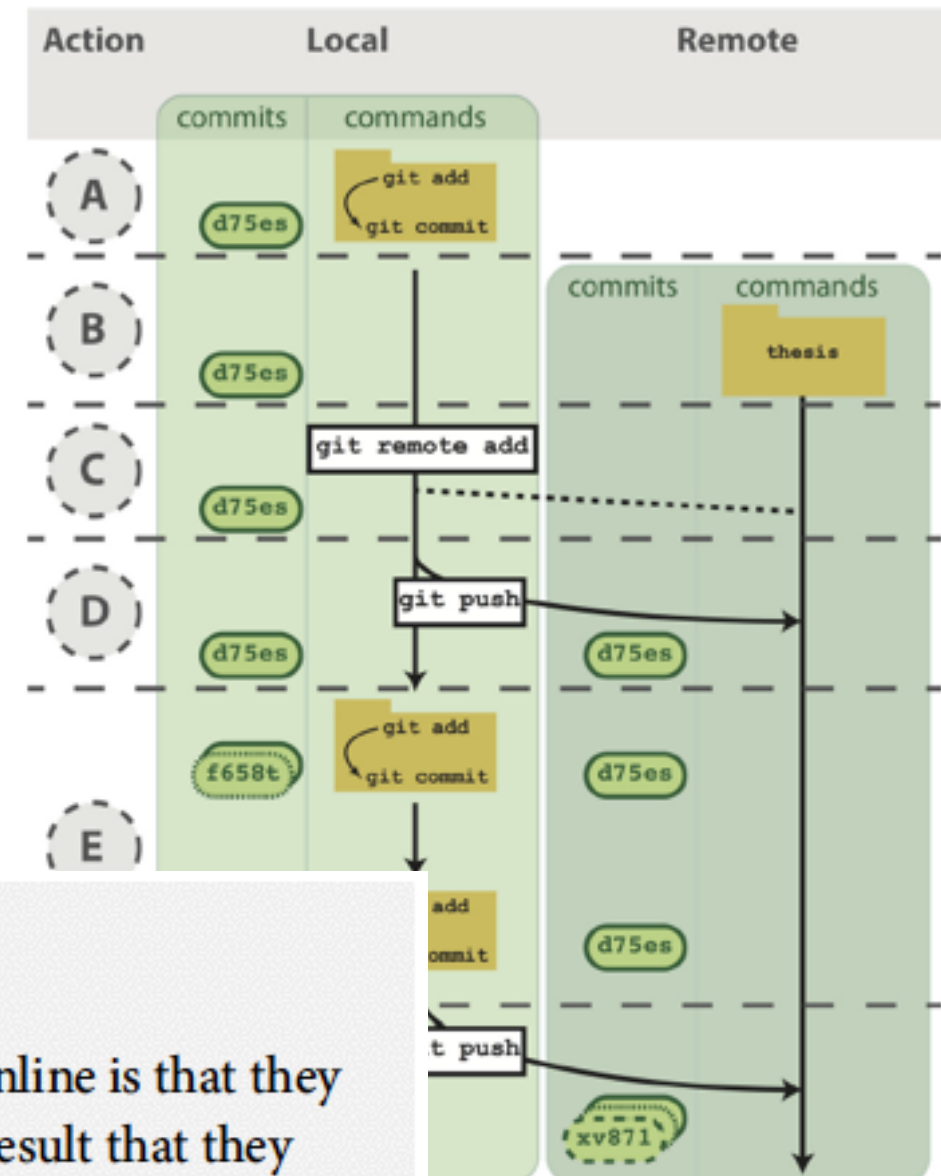 Action Local Remote
commits commands
A
git add
git commit
d75es
commits commands
B
thesis
d75es
git remote add
C
d75es
D
git push
d75es d75es
git add
f658t
git commit
d75es
E
add
ommit
d75es
t push
nline is that they
esult that they
xv871